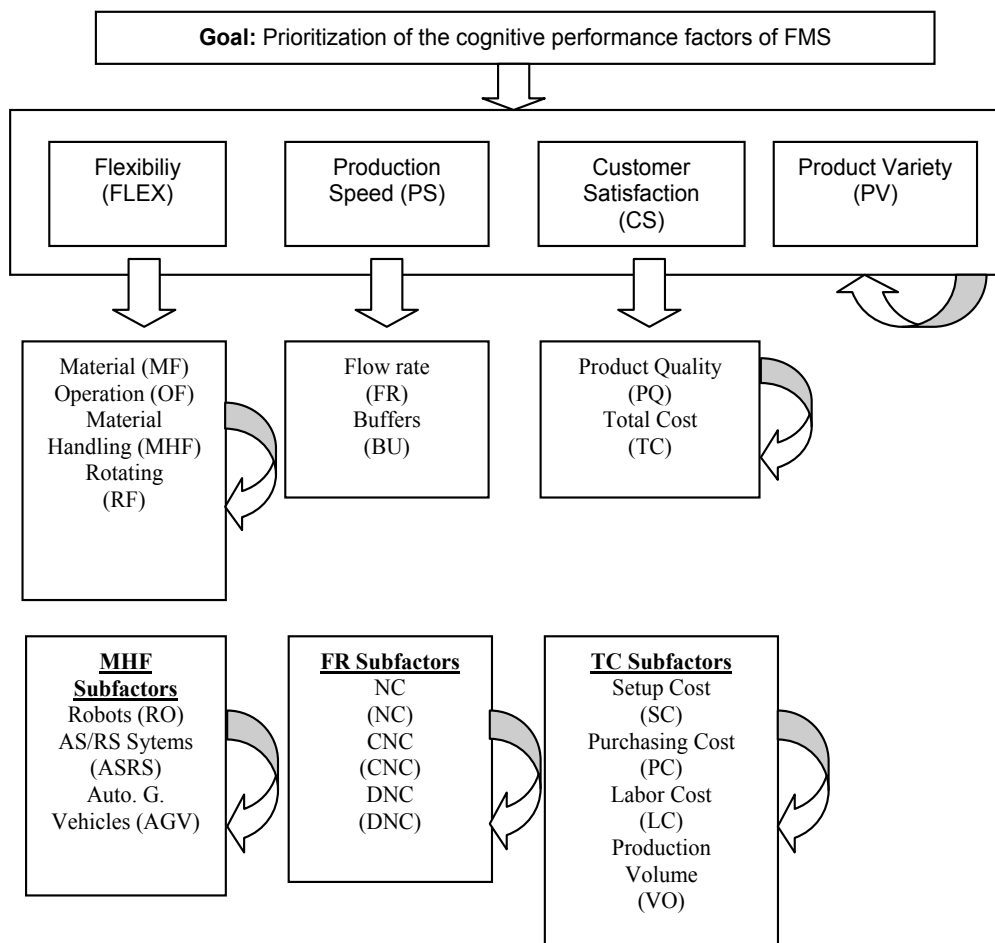 Goal: Prioritization of the cognitive performance factors of FMS
Flexibiliy
(FLEX)
Production
Speed (PS)
Customer
Satisfaction
(CS)
Product Variety
(PV)
Material (MF)
Operation (OF)
Material
Handling (MHF)
Rotating
(RF)
Flow rate
(FR)
Buffers
(BU)
Product Quality
(PQ)
Total Cost
(TC)
MHF
Subfactors
Robots (RO)
AS/RS Sytems
(ASRS)
Auto. G.
Vehicles (AGV)
FR Subfactors
NC
(NC)
CNC
(CNC)
DNC
(DNC)
TC Subfactors
Setup Cost
(SC)
Purchasing Cost
(PC)
Labor Cost
(LC)
Production
Volume
(VO)